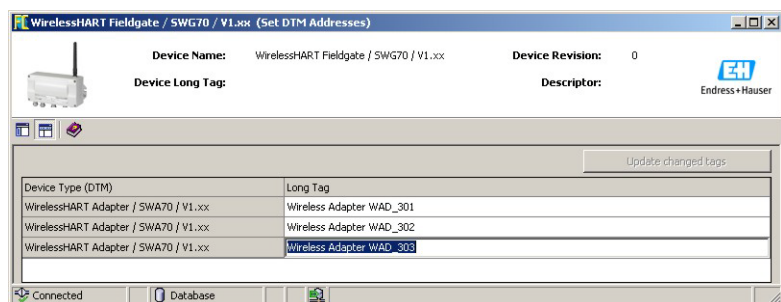 WirelessHART Fieldgate / SWG70 / V1.xx (Set DTM Addresses)
Device Name: WirelessHART Fieldgate / SWG70 / V1.xx Device Revision: 0
Device Long Tag: Descriptor:
EH
Endress+Hauser
Update changed tags
Device Type (DTM) Long Tag
WirelessHART Adapter / SWA70 / V1.xx Wireless Adapter WAD_301
WirelessHART Adapter / SWA70 / V1.xx Wireless Adapter WAD_302
WirelessHART Adapter / SWA70 / V1.xx Wireless Adapter WAD_303
Connected Database